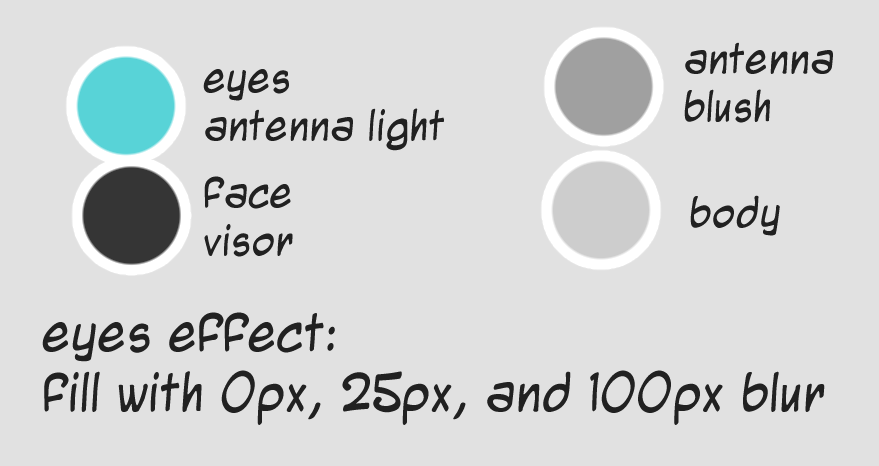 eyes
antenna light
face
visor
antenna
blush
body
eyes effect:
fill with 0px, 25px, and 100px blur